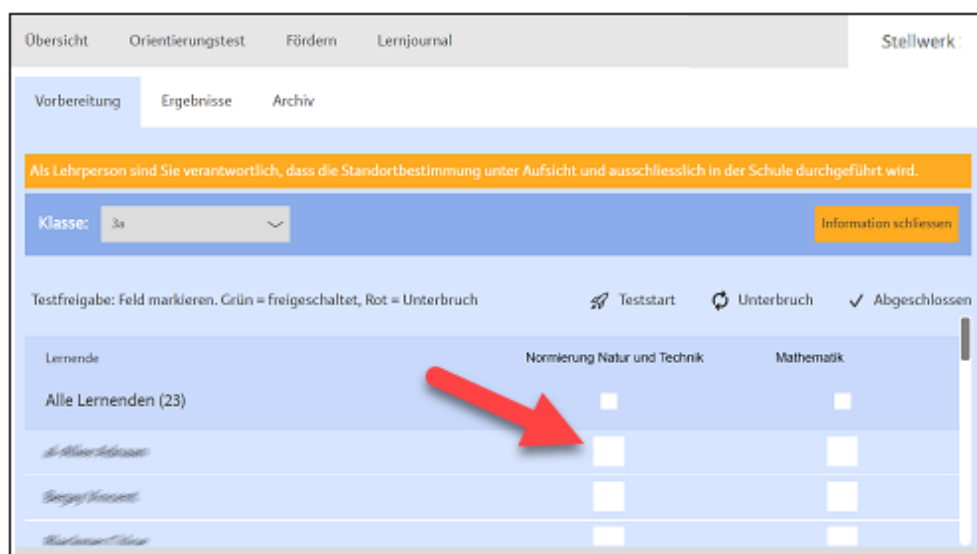 Übersicht Orientierungstest Fördern Lernjournal Stellwerk
Vorbereitung Ergebnisse Archiv
Als Lehrperson sind Sie verantwortlich, dass die Standortbestimmung unter Aufsicht und ausschliesslich in der Schule durchgeführt wird.
Klasse: 3a Information schliessen
Testfreigabe: Feld markieren. Grün = freigeschaltet, Rot = Unterbruch Teststart Unterbruch Abgeschlossen
Lernende Normierung Natur und Technik Mathematik
Alle Lernenden (23)